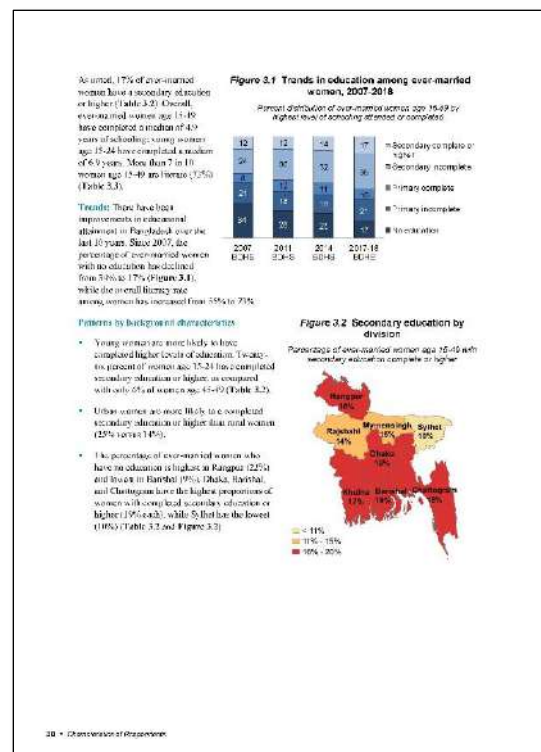 As noted, 17% of ever-married
women have a secondary education
or higher (Table 3.2). Overall,
ever-married women age 15-49
have completed a median of 4.9
years of schooling; young women
age 15-24 have completed a median
of 6.9 years. More than 7 in 10
women age 15-49 are literate (73%)
(Table 3.3).
Trends: There have been
improvements in educational
attainment in Bangladesh over the
last 10 years. Since 2007, the
percentage of ever-married women
with no education has declined
from 34% to 17% (Figure 3.1),
while the overall literacy rate
among women has increased from 55% to 73%.
Figure 3.1 Trends in education among ever-married
women, 2007-2018
Percent distribution of ever-married women age 15-49 by
highest level of schooling attended or completed
12 12 14 17
24 30 32 35
8 12 11
21 18 18 21
34 17
Secondary complete or
higher
Secondary incomplete
Primary complete
Primary incomplete
No education
2007 2011 2014 2017-18
BDHS BDHS BDHS BDHS
Patterns by background characteristics
• Young women are more likely to have
completed higher levels of education. Twenty-
six percent of women age 15-24 have completed
secondary education or higher, as compared
with only 6% of women age 45-49 (Table 3.2).
• Urban women are more likely to completed
secondary education or higher than rural women
(25% versus 14%).
• The percentage of ever-married women who
have no education is highest in Rangpur (22%)
and lowest in Barishal (9%). Dhaka, Barishal,
and Chattogram have the highest proportions of
women with completed secondary education or
higher (19% each), while Sylhet has the lowest
(10%) (Table 3.2 and Figure 3.2)
Figure 3.2 Secondary education by
division
Percentage of ever-married women age 15-49 with
secondary education complete or higher
Rangpur
16%
Mymensingh
15%
Sylhet
10%
Rajshahi
14%
Dhaka
19%
Khulna
17%
Barishal
19%
Chattogram
< 11%
11% - 15%
16% - 20%
30 • Characteristics of Respondents